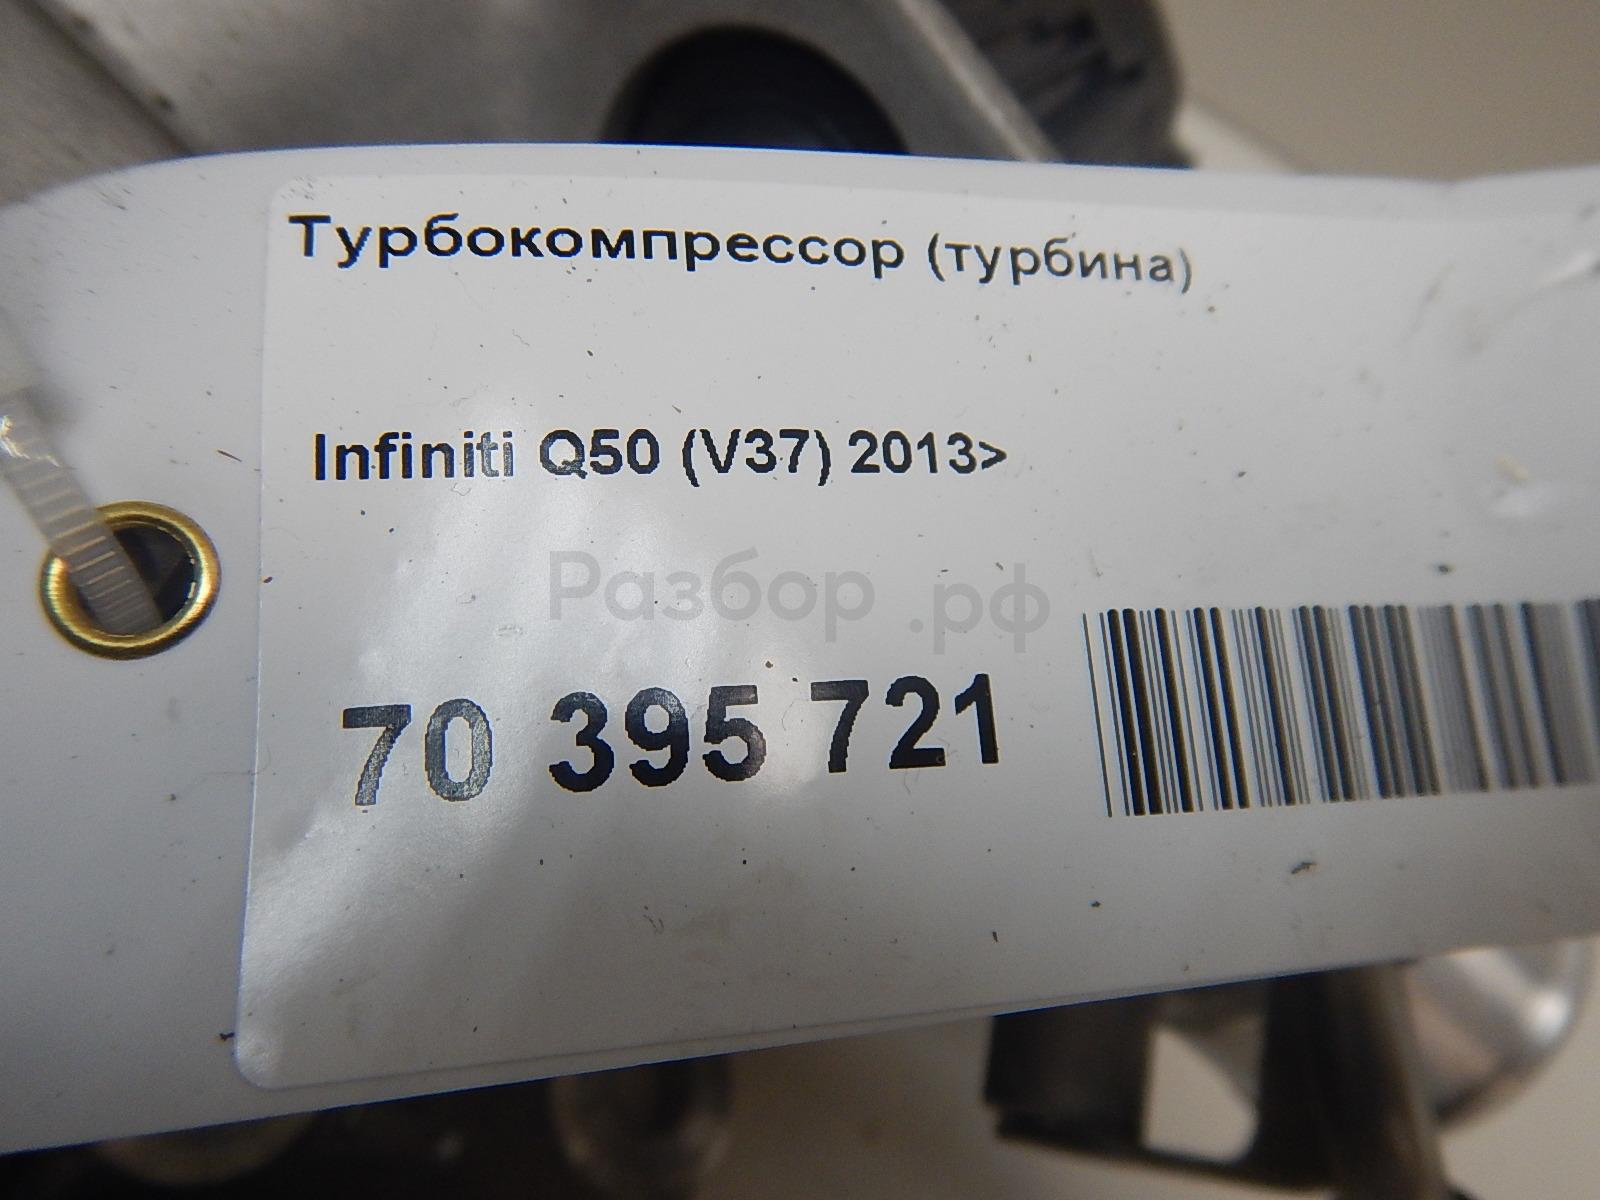 Турбокомпрессор (турбина)
Infiniti Q50 (V37) 2013>
Разбор.рф
70 395 721